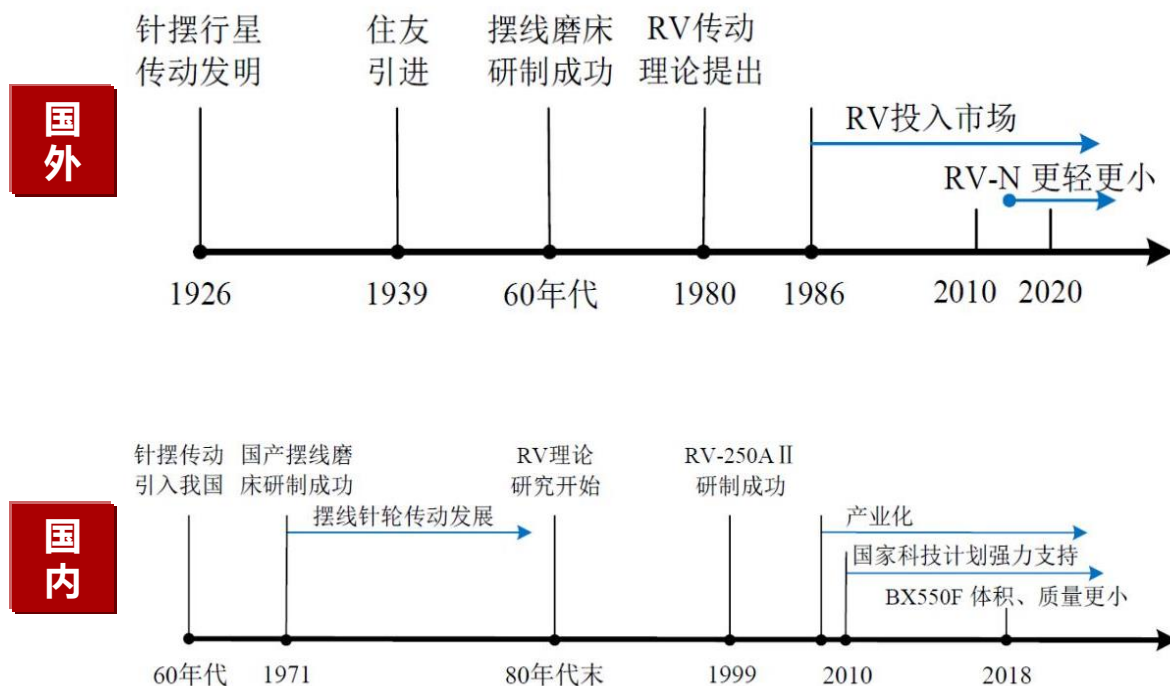 国外
针摆行星
传动发明
住友
引进
摆线磨床
研制成功
RV传动
理论提出
RV投入市场
RV-N 更轻更小
1926
1939
60年代
1980
1986
2010
2020
国内
针摆传动
引入我国
国产摆线磨
床研制成功
摆线针轮传动发展
RV理论
研究开始
RV-250AⅡ
研制成功
产业化
国家科技计划强力支持
BX550F 体积、质量更小
60年代
1971
80年代末
1999
2010
2018